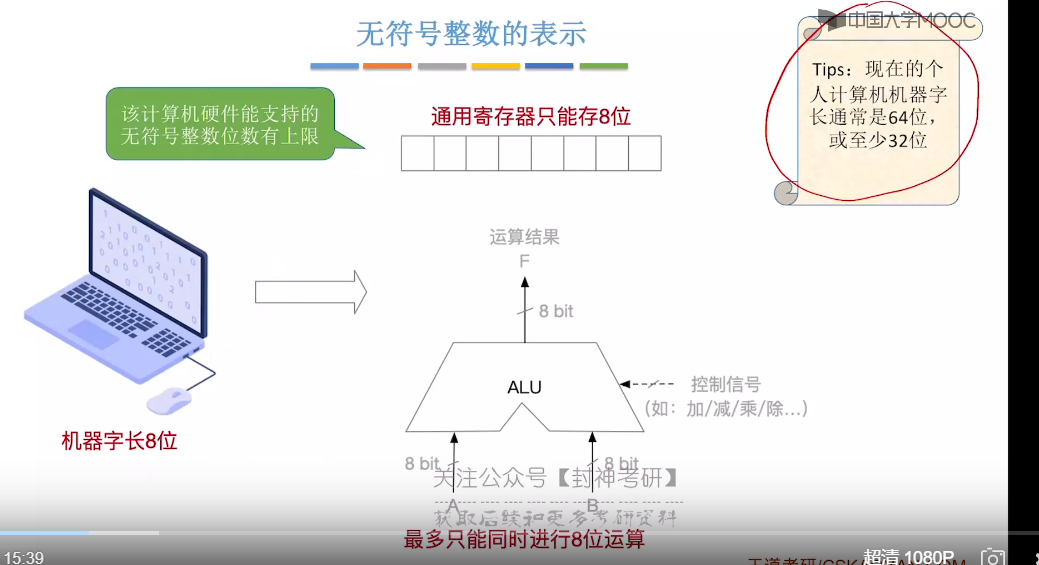 中国大学MOOC
无符号整数的表示
Tips：现在的个
人计算机机器字
长通常是64位，
或至少32位
该计算机硬件能支持的
无符号整数位数有上限
通用寄存器只能存8位
运算结果
F
8 bit
ALU
控制信号
（如：加/减/乘/除...）
机器字长8位
8 bit
8 bit
关注公众号【封神考研】
A
B
获取后续和更多考研资料
最多只能同时进行8位运算
15:39
超清 1080P